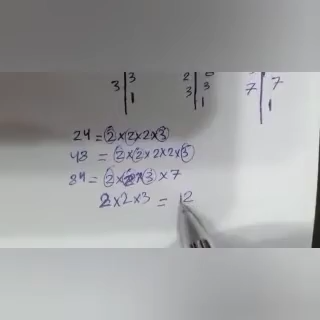 3 3
1
2 6
3 3
1
7 7
1
24 = 2×2×2×3
48 = 2×2×2×2×3
84 = 2×2×3×7
2×2×3 = 12